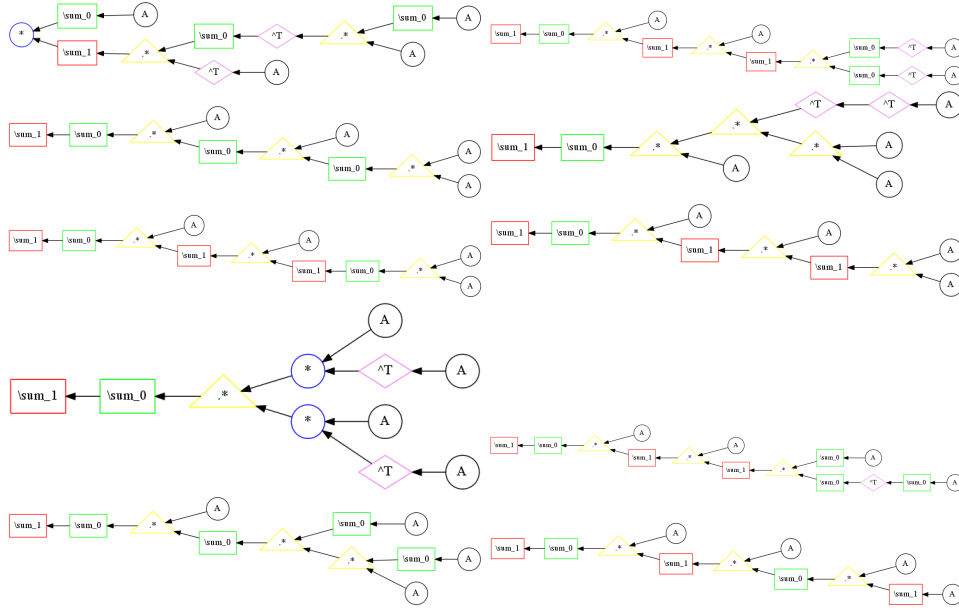 \sum_0 A \sum_0 A
* \sum_0 ^T .*
\sum_1 .* A
^T A
A
\sum_1 \sum_0 .* A
\sum_1 .* \sum_0 ^T A
\sum_1 .*
\sum_0 ^T A
A
\sum_1 \sum_0 .* A
\sum_0 .* A
\sum_0 .*
A
^T ^T A
.*
\sum_1 \sum_0 .* .* A
A
A
A
\sum_1 \sum_0 .* A
\sum_1 .* A
\sum_1 \sum_0 .*
A
A
\sum_1 \sum_0 .* A
\sum_1 .* A
\sum_1 .*
A
A
* ^T A
\sum_1 \sum_0 .*
* A
^T A
A
\sum_1 \sum_0 .* A
\sum_1 .* \sum_0 A
\sum_1 .*
\sum_0 ^T \sum_0 A
A
\sum_1 \sum_0 .* \sum_0 A
\sum_0 .*
.* \sum_0 A
A
A
\sum_1 \sum_0 .* A
\sum_1 .* A
\sum_0 .*
\sum_1 A